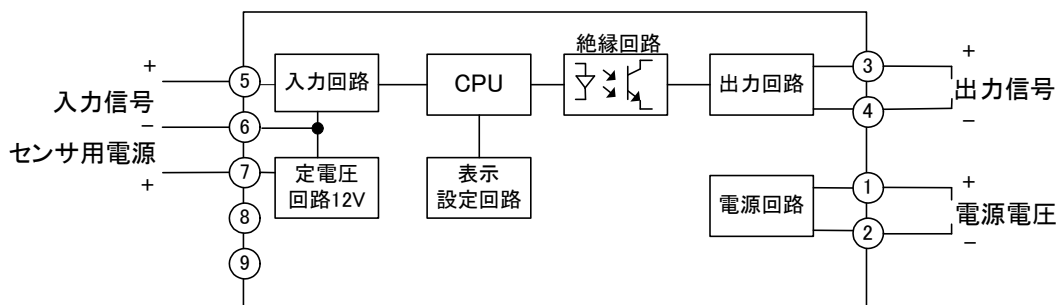 絶縁回路
+
⑤
入力回路
CPU
出力回路
③
+
入力信号
④
出力信号
−
⑥
−
センサ用電源
+
⑦
定電圧
回路12V
表示
設定回路
電源回路
①
+
電源電圧
⑧
②
−
⑨